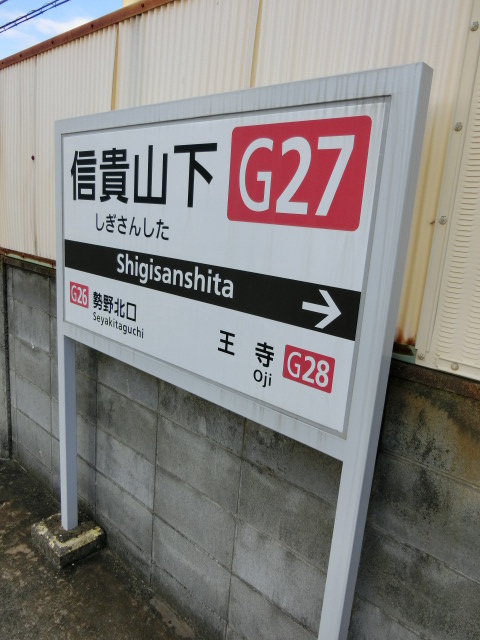 信貴山下 G27
しぎさんした
Shigisanshita
G26 勢野北口
Seyakitaguchi
王寺 G28
Oji